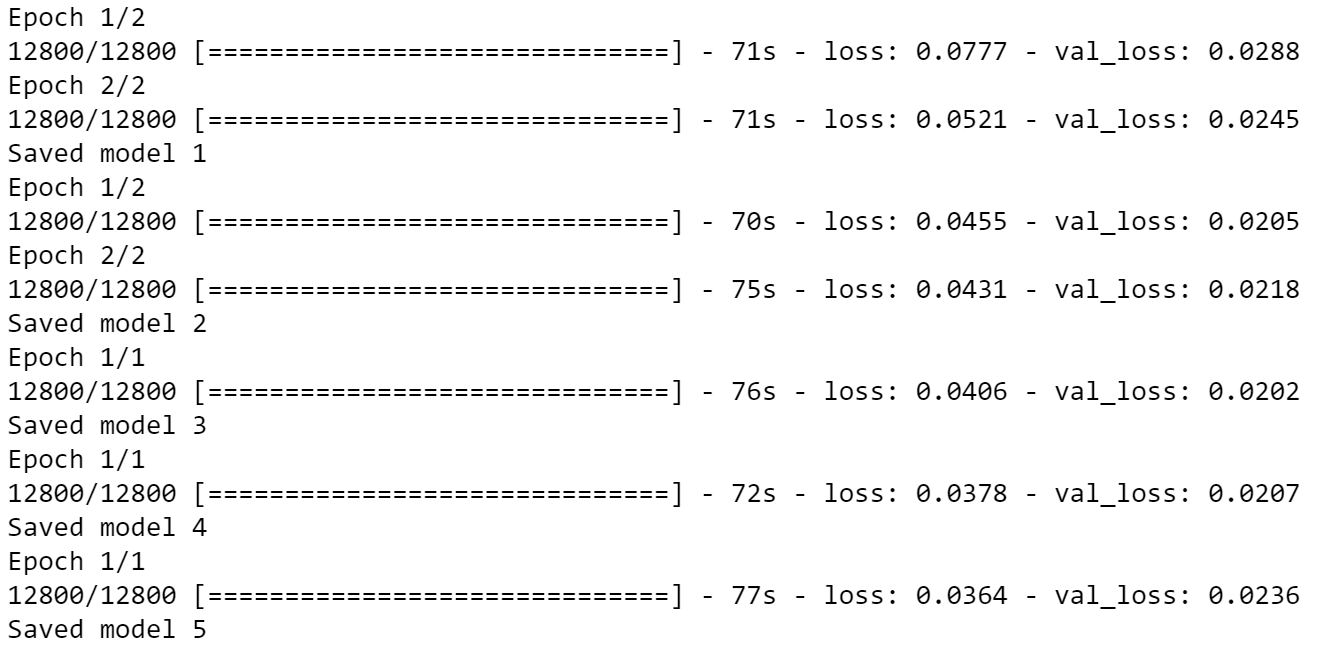 Epoch 1/2
12800/12800 [==============================] - 71s - loss: 0.0777 - val_loss: 0.0288
Epoch 2/2
12800/12800 [==============================] - 71s - loss: 0.0521 - val_loss: 0.0245
Saved model 1
Epoch 1/2
12800/12800 [==============================] - 70s - loss: 0.0455 - val_loss: 0.0205
Epoch 2/2
12800/12800 [==============================] - 75s - loss: 0.0431 - val_loss: 0.0218
Saved model 2
Epoch 1/1
12800/12800 [==============================] - 76s - loss: 0.0406 - val_loss: 0.0202
Saved model 3
Epoch 1/1
12800/12800 [==============================] - 72s - loss: 0.0378 - val_loss: 0.0207
Saved model 4
Epoch 1/1
12800/12800 [==============================] - 77s - loss: 0.0364 - val_loss: 0.0236
Saved model 5